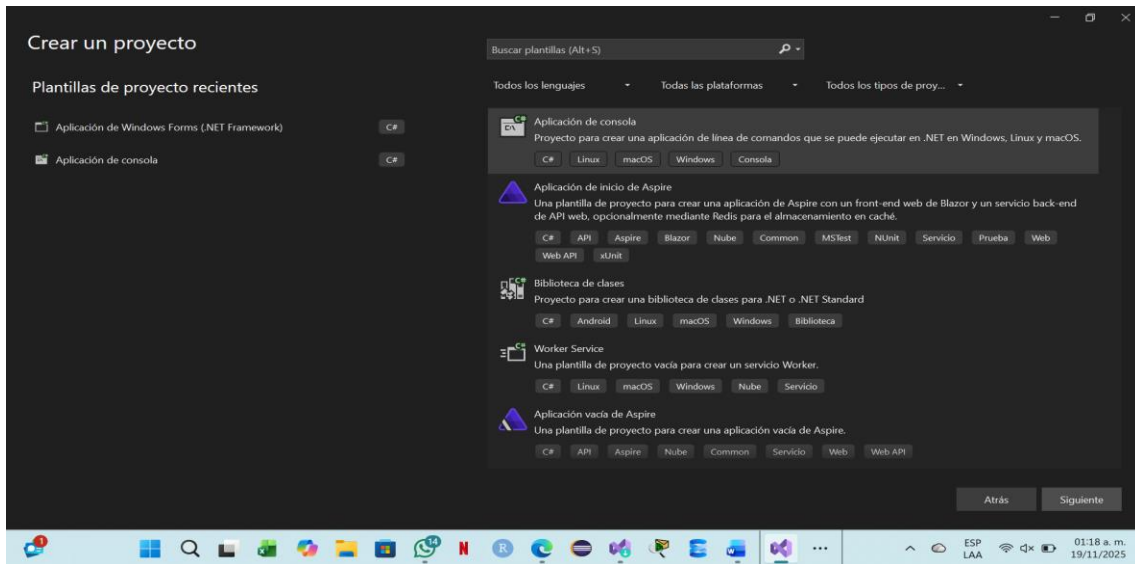 Crear un proyecto
Buscar plantillas (Alt+S)
Plantillas de proyecto recientes
Todos los lenguajes
Todas las plataformas
Todos los tipos de proy...
Aplicación de Windows Forms (.NET Framework)
C#
Aplicación de consola
C#
Aplicación de consola
Proyecto para crear una aplicación de línea de comandos que se puede ejecutar en .NET en Windows, Linux y macOS.
C# Linux macOS Windows Consola
Aplicación de inicio de Aspire
Una plantilla de proyecto para crear una aplicación de Aspire con un front-end web de Blazor y un servicio back-end
de API web, opcionalmente mediante Redis para el almacenamiento en caché.
C# API Aspire Blazor Nube Common MSTest NUnit Servicio Prueba Web
Web API xUnit
Biblioteca de clases
Proyecto para crear una biblioteca de clases para .NET o .NET Standard
C# Android Linux macOS Windows Biblioteca
Worker Service
Una plantilla de proyecto vacía para crear un servicio Worker.
C# Linux macOS Windows Nube Servicio
Aplicación vacía de Aspire
Una plantilla de proyecto para crear una aplicación vacía de Aspire.
C# API Aspire Nube Common Servicio Web Web API
Atrás
Siguiente
1
14
N
R
ESP
LAA
01:18 a. m.
19/11/2025